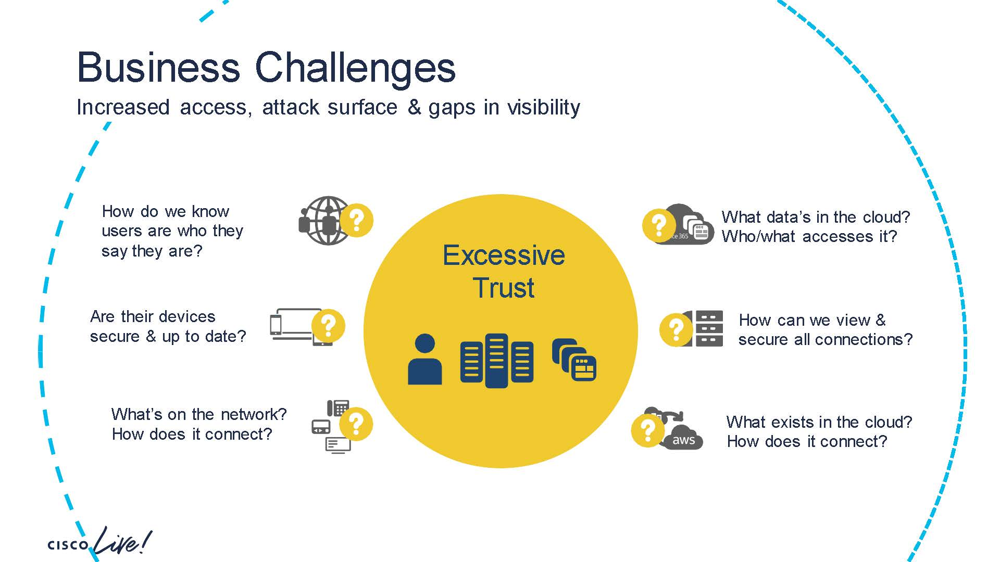 Business Challenges
Increased access, attack surface & gaps in visibility
How do we know
users are who they
say they are?
Are their devices
secure & up to date?
What's on the network?
How does it connect?
Excessive
Trust
ce 365
What data's in the cloud?
Who/what accesses it?
How can we view &
secure all connections?
aws
What exists in the cloud?
How does it connect?
CISCO Live!